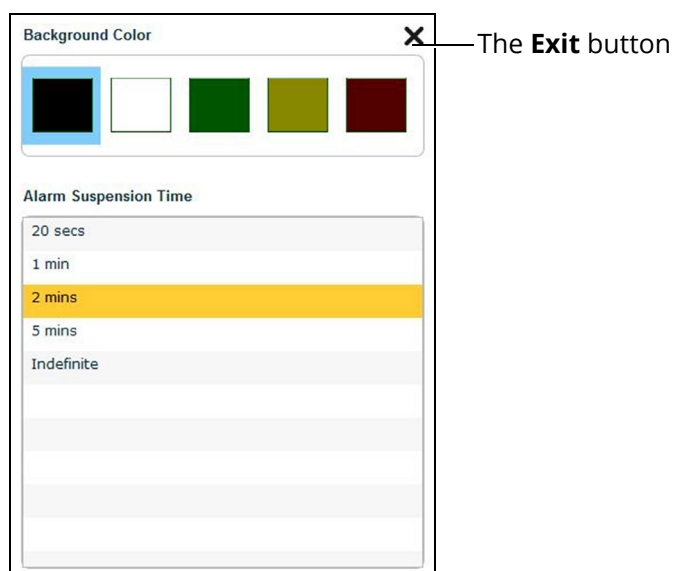 Background Color
The Exit button
Alarm Suspension Time
20 secs
1 min
2 mins
5 mins
Indefinite